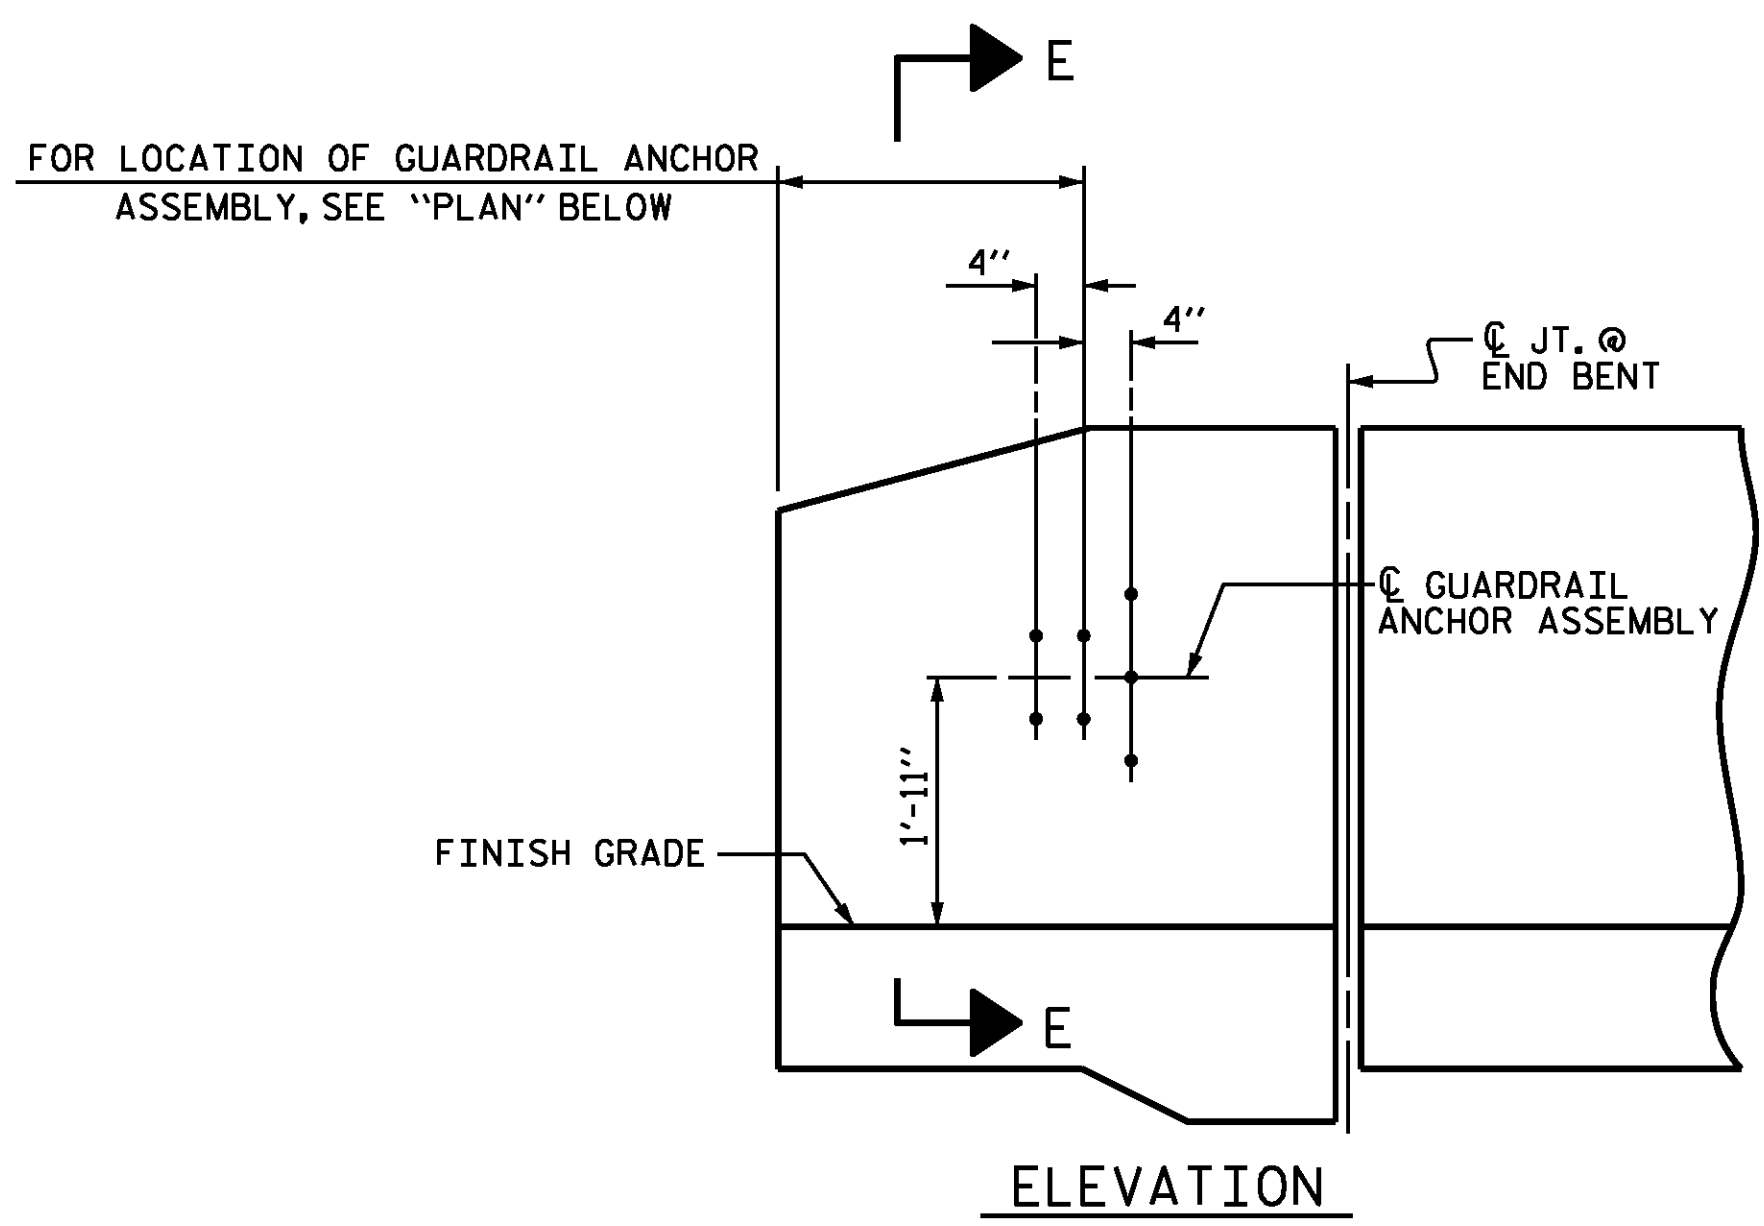 E
FOR LOCATION OF GUARDRAIL ANCHOR
ASSEMBLY, SEE "PLAN" BELOW
4"
4"
℄ JT. @
END BENT
℄ GUARDRAIL
ANCHOR ASSEMBLY
1'-11"
FINISH GRADE
E
ELEVATION